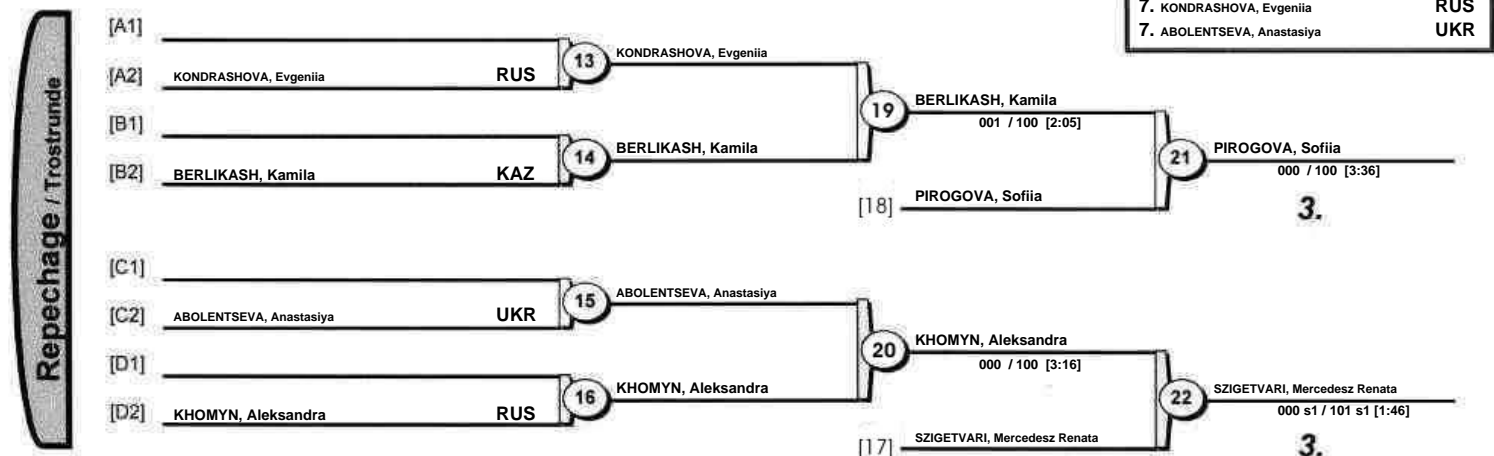 7. KONDRASHOVA, Evgeniia RUS
7. ABOLENTSEVA, Anastasiya UKR
Repechage / Trostrunde
[A1]
[A2] KONDRASHOVA, Evgeniia RUS
13
KONDRASHOVA, Evgeniia
[B1]
[B2] BERLIKASH, Kamila KAZ
14
BERLIKASH, Kamila
19
BERLIKASH, Kamila
001 / 100 [2:05]
[18] PIROGOVA, Sofiia
21
PIROGOVA, Sofiia
000 / 100 [3:36]
3.
[C1]
[C2] ABOLENTSEVA, Anastasiya UKR
15
ABOLENTSEVA, Anastasiya
[D1]
[D2] KHOMYN, Aleksandra RUS
16
KHOMYN, Aleksandra
20
KHOMYN, Aleksandra
000 / 100 [3:16]
[17] SZIGETVARI, Mercedesz Renata
22
SZIGETVARI, Mercedesz Renata
000 s1 / 101 s1 [1:46]
3.